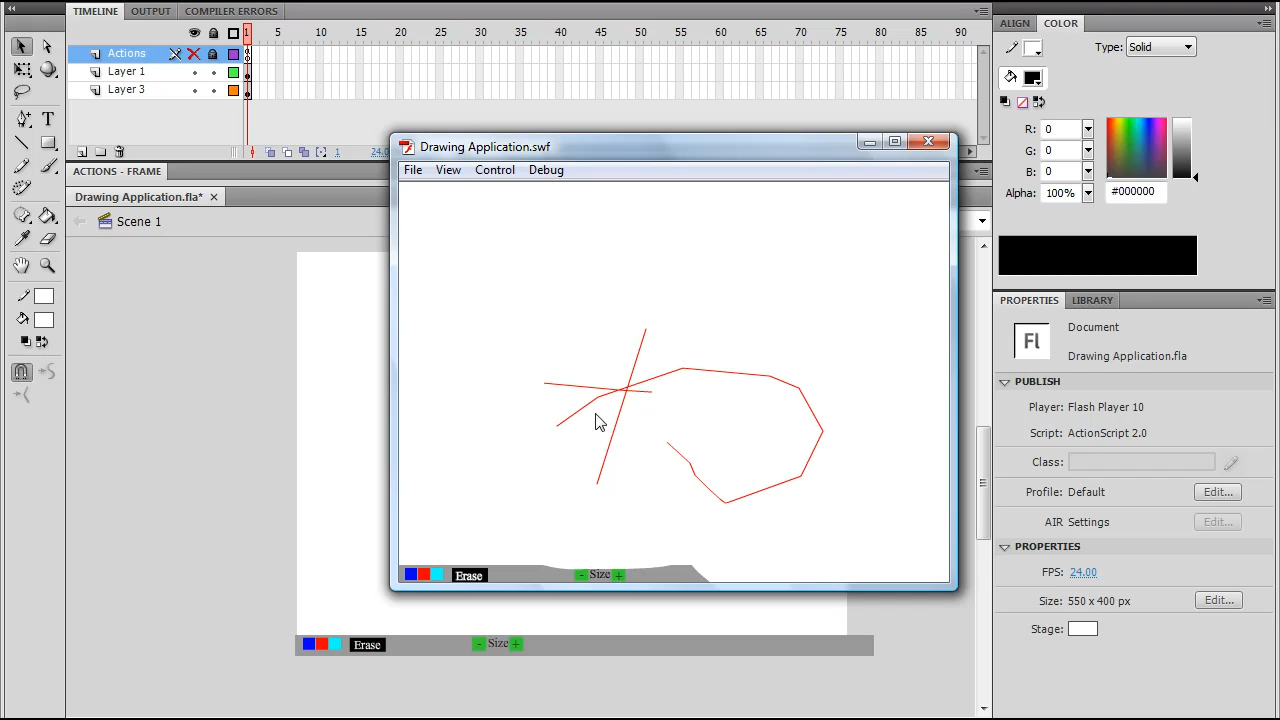 TIMELINE OUTPUT COMPILER ERRORS
1 5 10 15 20 25 30 35 40 45 50 55 60 65 70 75 80 85 90
Actions
Layer 1
Layer 3
1 24.0
ACTIONS - FRAME
Drawing Application.fla*
Scene 1
Drawing Application.swf
File View Control Debug
Erase - Size +
Erase - Size +
ALIGN COLOR
Type: Solid
R: 0
G: 0
B: 0
Alpha: 100% #000000
PROPERTIES LIBRARY
Fl
Document
Drawing Application.fla
PUBLISH
Player: Flash Player 10
Script: ActionScript 2.0
Class:
Profile: Default Edit...
AIR Settings Edit...
PROPERTIES
FPS: 24.00
Size: 550 x 400 px Edit...
Stage: